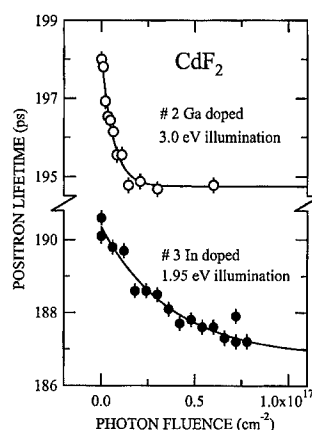 199
CdF2
# 2 Ga doped
3.0 eV illumination
197
195
POSITRON LIFETIME (ps)
190
# 3 In doped
1.95 eV illumination
188
186
0.0 0.5 1.0x10^17
PHOTON FLUENCE (cm^-2)